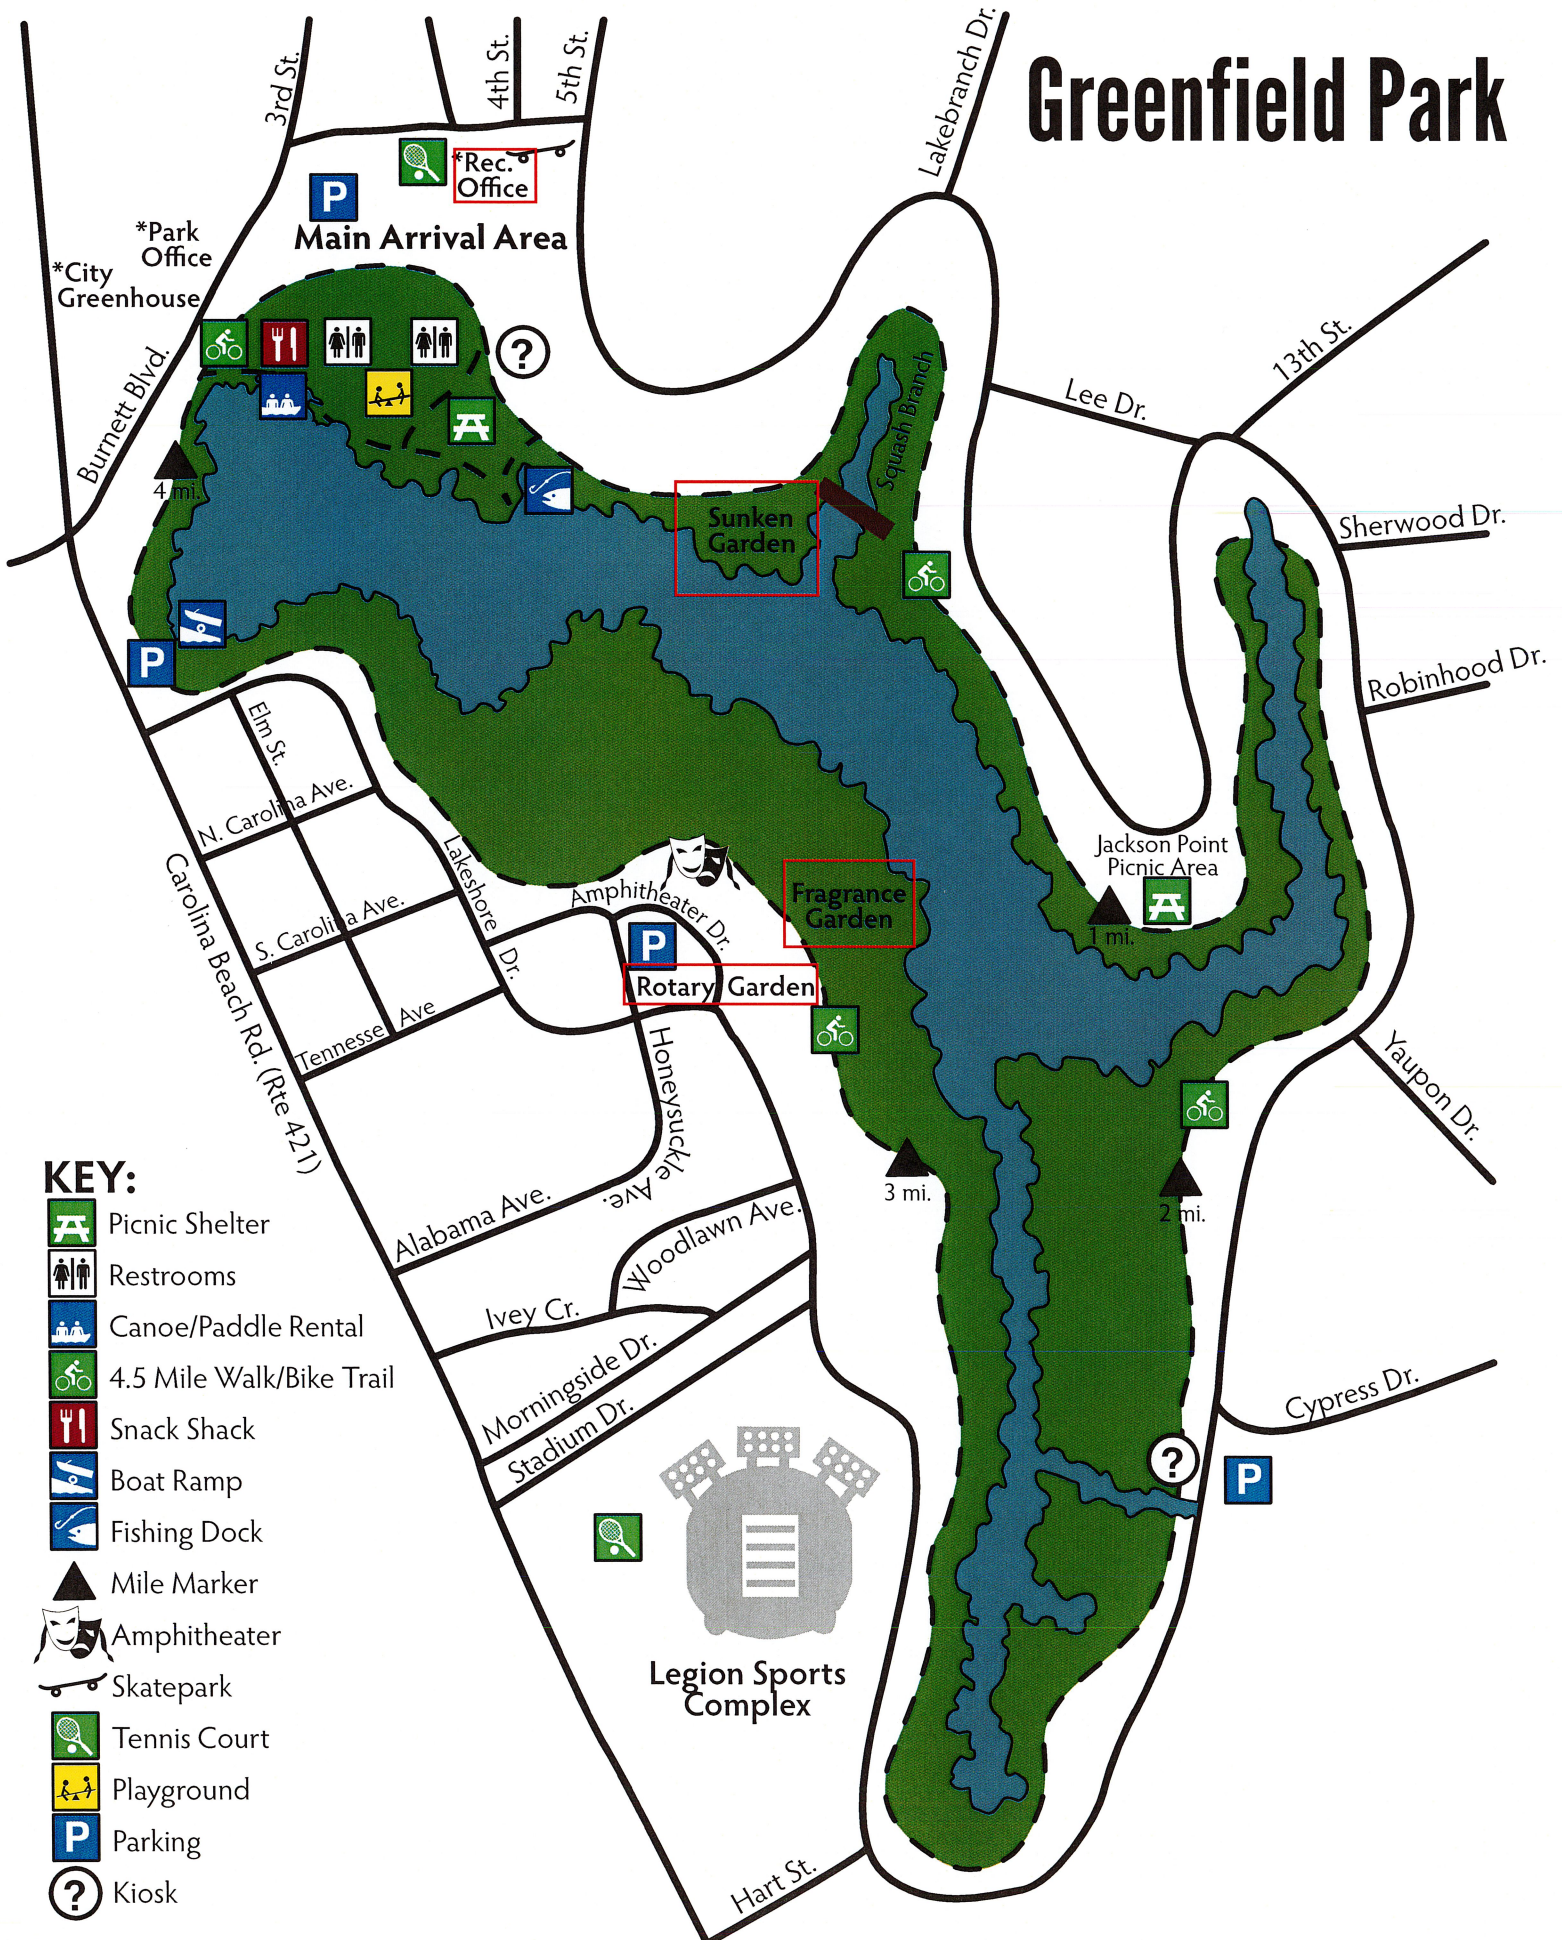 Greenfield Park
3rd St.
4th St.
5th St.
Lakebranch Dr.
*Rec.
Office
P
Main Arrival Area
*Park
Office
*City
Greenhouse
Burnett Blvd.
?
4 mi.
Squash Branch
Sunken
Garden
Lee Dr.
13th St.
Sherwood Dr.
Robinhood Dr.
P
Elm St.
N. Carolina Ave.
S. Carolina Ave.
Tennesse Ave
Carolina Beach Rd. (Rte 421)
Lakeshore Dr.
Amphitheater Dr.
P
Rotary Garden
Fragrance
Garden
Jackson Point
Picnic Area
1 mi.
Yaupon Dr.
Honeysuckle Ave.
3 mi.
2 mi.
Alabama Ave.
Woodlawn Ave.
Ivey Cr.
Morningside Dr.
Stadium Dr.
Cypress Dr.
?
P
Legion Sports
Complex
Hart St.
KEY:
Picnic Shelter
Restrooms
Canoe/Paddle Rental
4.5 Mile Walk/Bike Trail
Snack Shack
Boat Ramp
Fishing Dock
Mile Marker
Amphitheater
Skatepark
Tennis Court
Playground
P Parking
? Kiosk